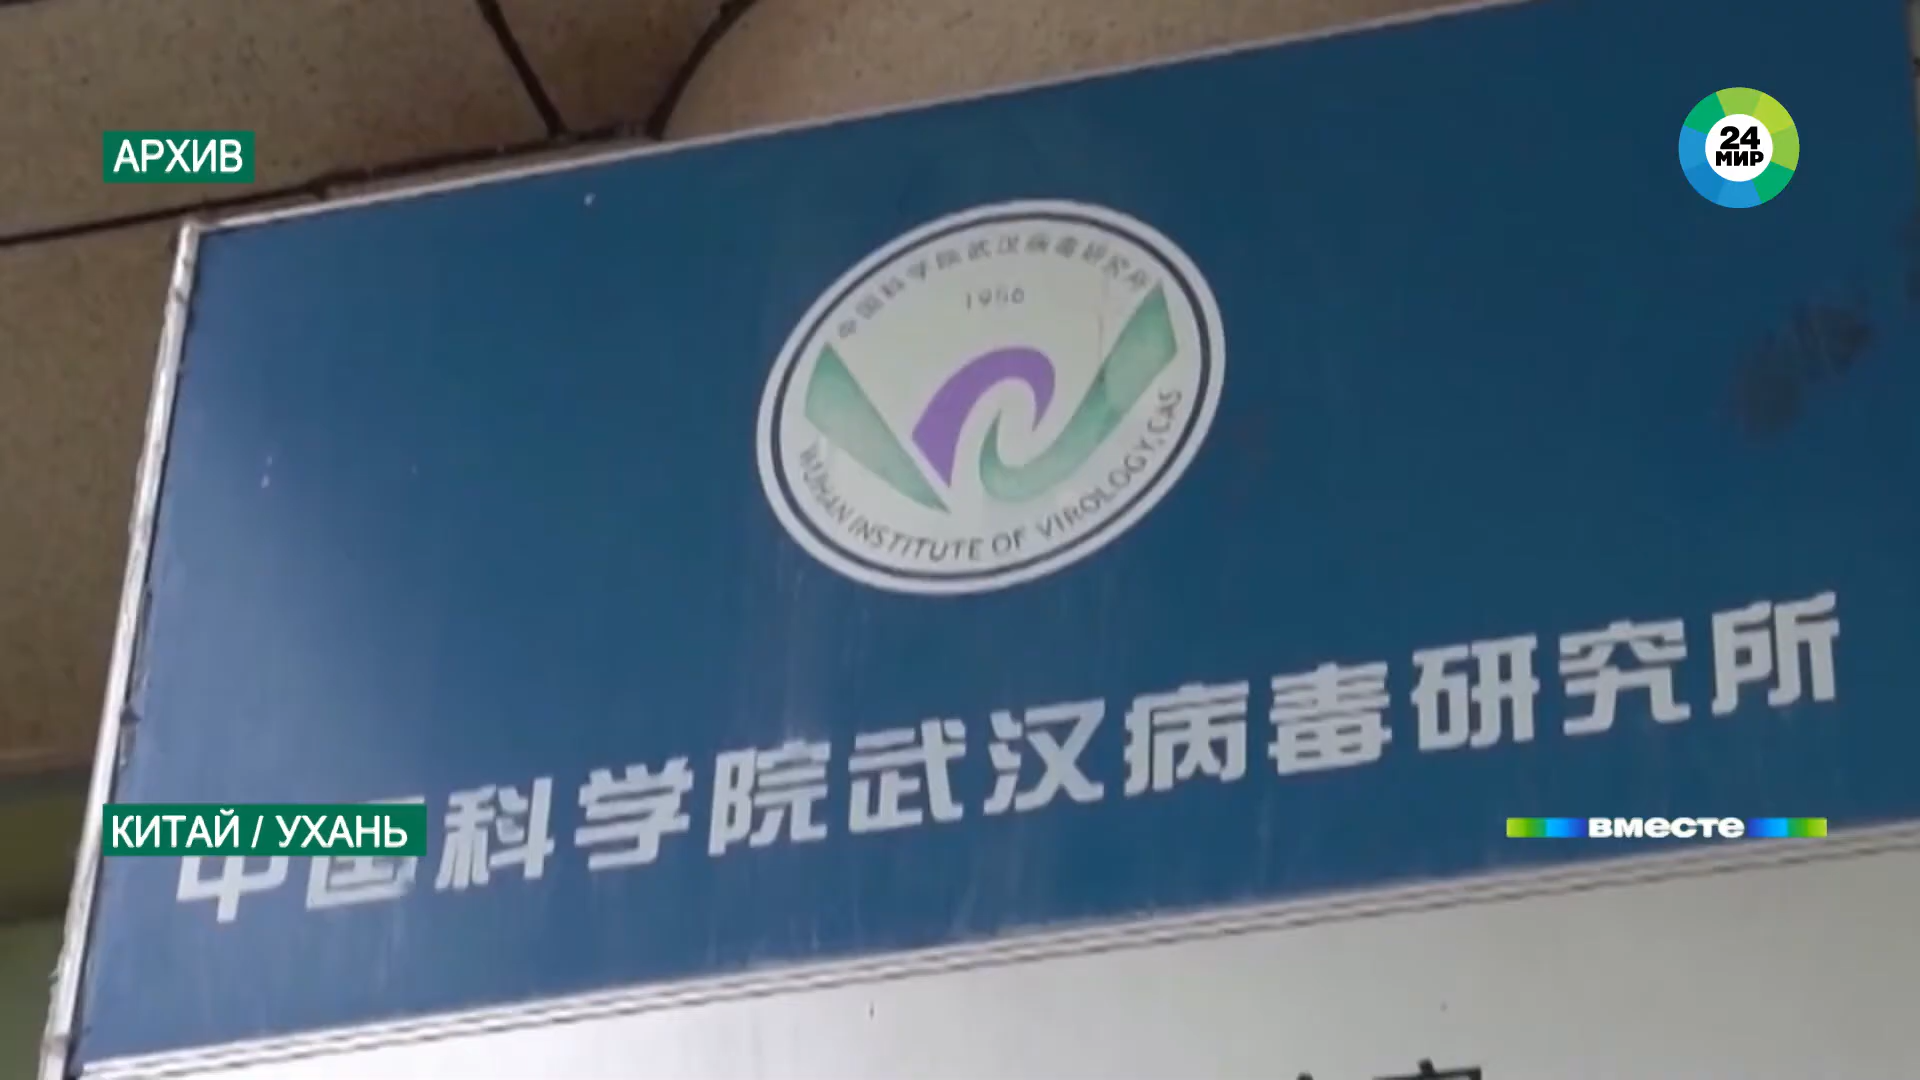 АРХИВ
24
МИР
中国科学院武汉病毒研究所
1956
WUHAN INSTITUTE OF VIROLOGY, CAS
中国科学院武汉病毒研究所
КИТАЙ / УХАНЬ
ВМЕСТЕ